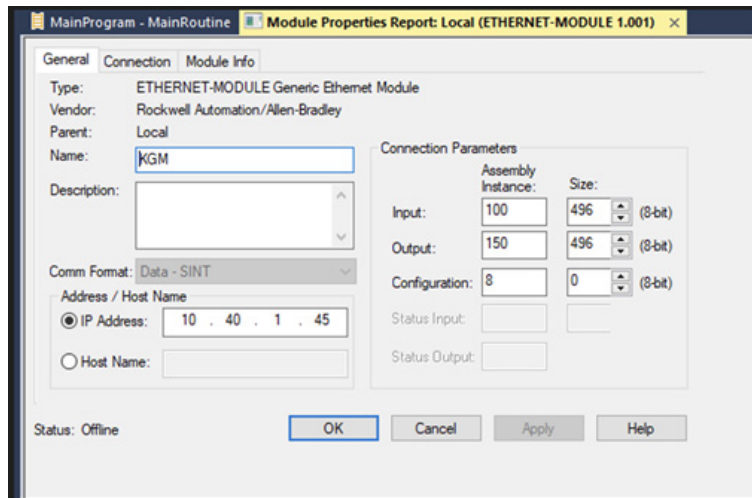 MainProgram - MainRoutine
Module Properties Report: Local (ETHERNET-MODULE 1.001)
General Connection Module Info
Type: ETHERNET-MODULE Generic Ethernet Module
Vendor: Rockwell Automation/Allen-Bradley
Parent: Local
Name: KGM
Description:
Comm Format: Data - SINT
Address / Host Name
IP Address: 10 . 40 . 1 . 45
Host Name:
Connection Parameters
Assembly
Instance: Size:
Input: 100 496 (8-bit)
Output: 150 496 (8-bit)
Configuration: 8 0 (8-bit)
Status Input:
Status Output:
Status: Offline
OK Cancel Apply Help